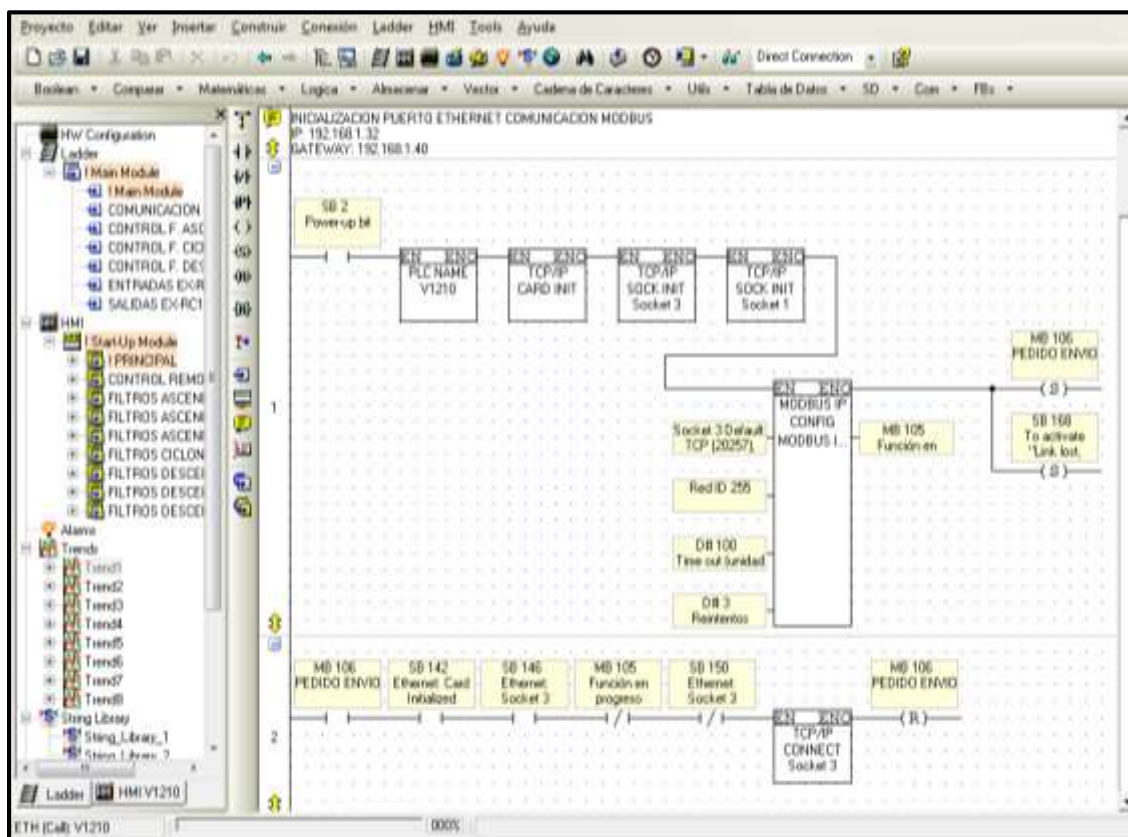 Proyecto Editar Ver Insertar Construir Conexión Ladder HMI Tools Ayuda
Direct Connection
Boolean Comparar Matemáticas Logica Almacenar Vector Cadena de Caracteres Utils Tabla de Datos SD Com FBs
HW Configuration
Ladder
! Main Module
! Main Module
COMUNICACION
CONTROL F. ASC
CONTROL F. CICL
CONTROL F. DES
ENTRADAS EX-R
SALIDAS EX-RC1
HMI
! Start-Up Module
! PRINCIPAL
CONTROL REMO
FILTROS ASCEN
FILTROS ASCEN
FILTROS ASCEN
FILTROS CICLON
FILTROS DESCEI
FILTROS DESCEI
FILTROS DESCEI
Alarms
Trends
Trend1
Trend2
Trend3
Trend4
Trend5
Trend6
Trend7
Trend8
String Library
String_Library_1
String Library 2
Ladder
HMI V1210
ETH (Call) V1210
000%
INICIALIZACION PUERTO ETHERNET COMUNICACION MODBUS
IP: 192.168.1.32
GATEWAY: 192.168.1.40
1
SB 2
Power-up bit
EN ENO
PLC NAME
V1210
EN ENO
TCP/IP
CARD INIT
EN ENO
TCP/IP
SOCK INIT
Socket 3
EN ENO
TCP/IP
SOCK INIT
Socket 1
EN ENO
MODBUS IP
CONFIG
MODBUS I...
Socket 3 Default
TCP (20257),
Red ID 255
D# 100
Time out (unidad
D# 3
Reintentos
MB 105
Función en
MB 106
PEDIDO ENVIO
(S)
SB 168
To activate
"Link lost,
(S)
2
MB 106
PEDIDO ENVIO
SB 142
Ethernet: Card
Initialized
SB 146
Ethernet:
Socket 3
MB 105
Función en
progreso
SB 150
Ethernet:
Socket 3
EN ENO
TCP/IP
CONNECT
Socket 3
MB 106
PEDIDO ENVIO
(R)